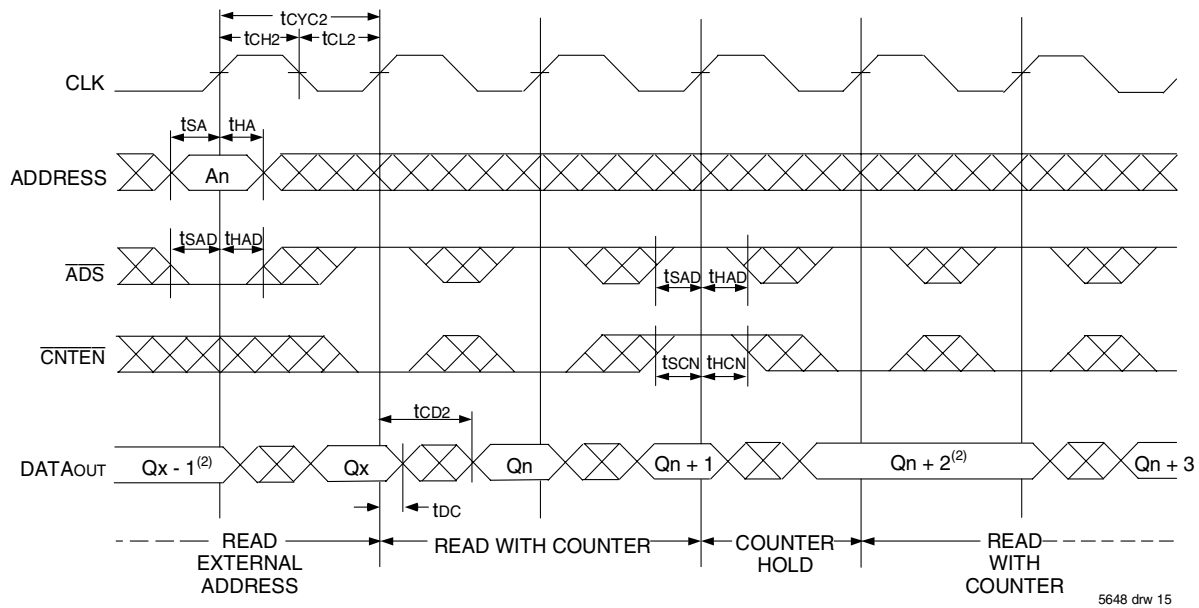 tCYC2
tCH2 tCL2
CLK
tSA tHA
ADDRESS An
tSAD tHAD
ADS tSAD tHAD
CNTEN tSCN tHCN
tCD2
DATAOUT Qx - 1(2) Qx Qn Qn + 1 Qn + 2(2) Qn + 3
tDC
READ EXTERNAL ADDRESS
READ WITH COUNTER
COUNTER HOLD
READ WITH COUNTER
5648 drw 15